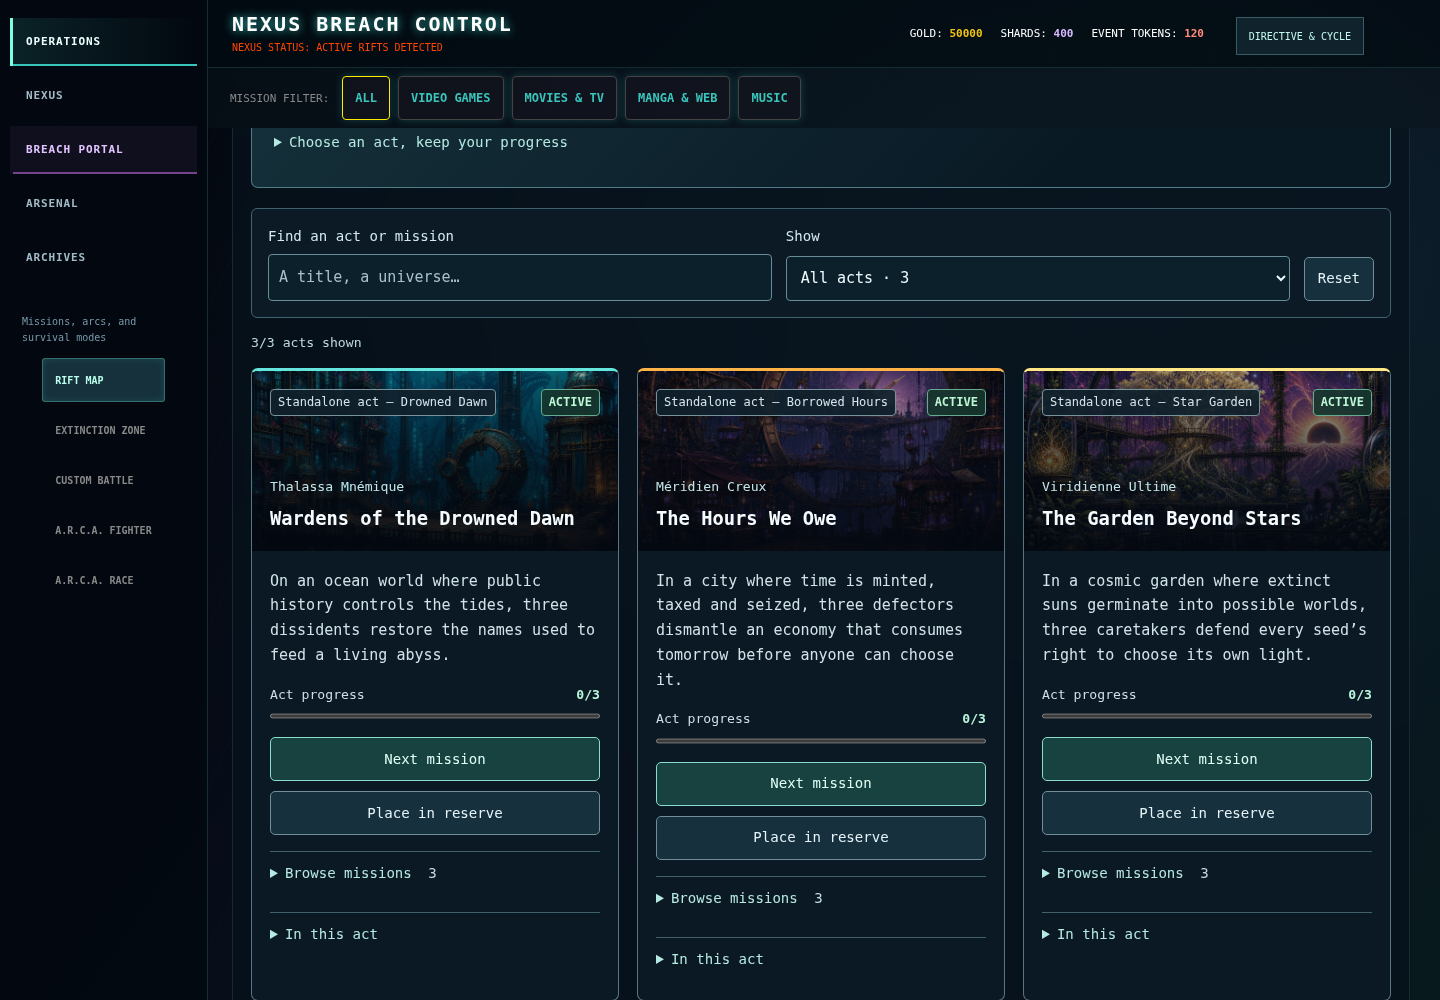 OPERATIONS
NEXUS
BREACH PORTAL
ARSENAL
ARCHIVES
Missions, arcs, and
survival modes
RIFT MAP
EXTINCTION ZONE
CUSTOM BATTLE
A.R.C.A. FIGHTER
A.R.C.A. RACE
NEXUS BREACH CONTROL
NEXUS STATUS: ACTIVE RIFTS DETECTED
GOLD: 50000 SHARDS: 400 EVENT TOKENS: 120
DIRECTIVE & CYCLE
MISSION FILTER: ALL VIDEO GAMES MOVIES & TV MANGA & WEB MUSIC
Choose an act, keep your progress
Find an act or mission
A title, a universe…
Show
All acts · 3
Reset
3/3 acts shown
Standalone act — Drowned Dawn ACTIVE
Thalassa Mnémique
Wardens of the Drowned Dawn
On an ocean world where public
history controls the tides, three
dissidents restore the names used to
feed a living abyss.
Act progress 0/3
Next mission
Place in reserve
Browse missions 3
In this act
Standalone act — Borrowed Hours ACTIVE
Méridien Creux
The Hours We Owe
In a city where time is minted,
taxed and seized, three defectors
dismantle an economy that consumes
tomorrow before anyone can choose
it.
Act progress 0/3
Next mission
Place in reserve
Browse missions 3
In this act
Standalone act — Star Garden ACTIVE
Viridienne Ultime
The Garden Beyond Stars
In a cosmic garden where extinct
suns germinate into possible worlds,
three caretakers defend every seed’s
right to choose its own light.
Act progress 0/3
Next mission
Place in reserve
Browse missions 3
In this act